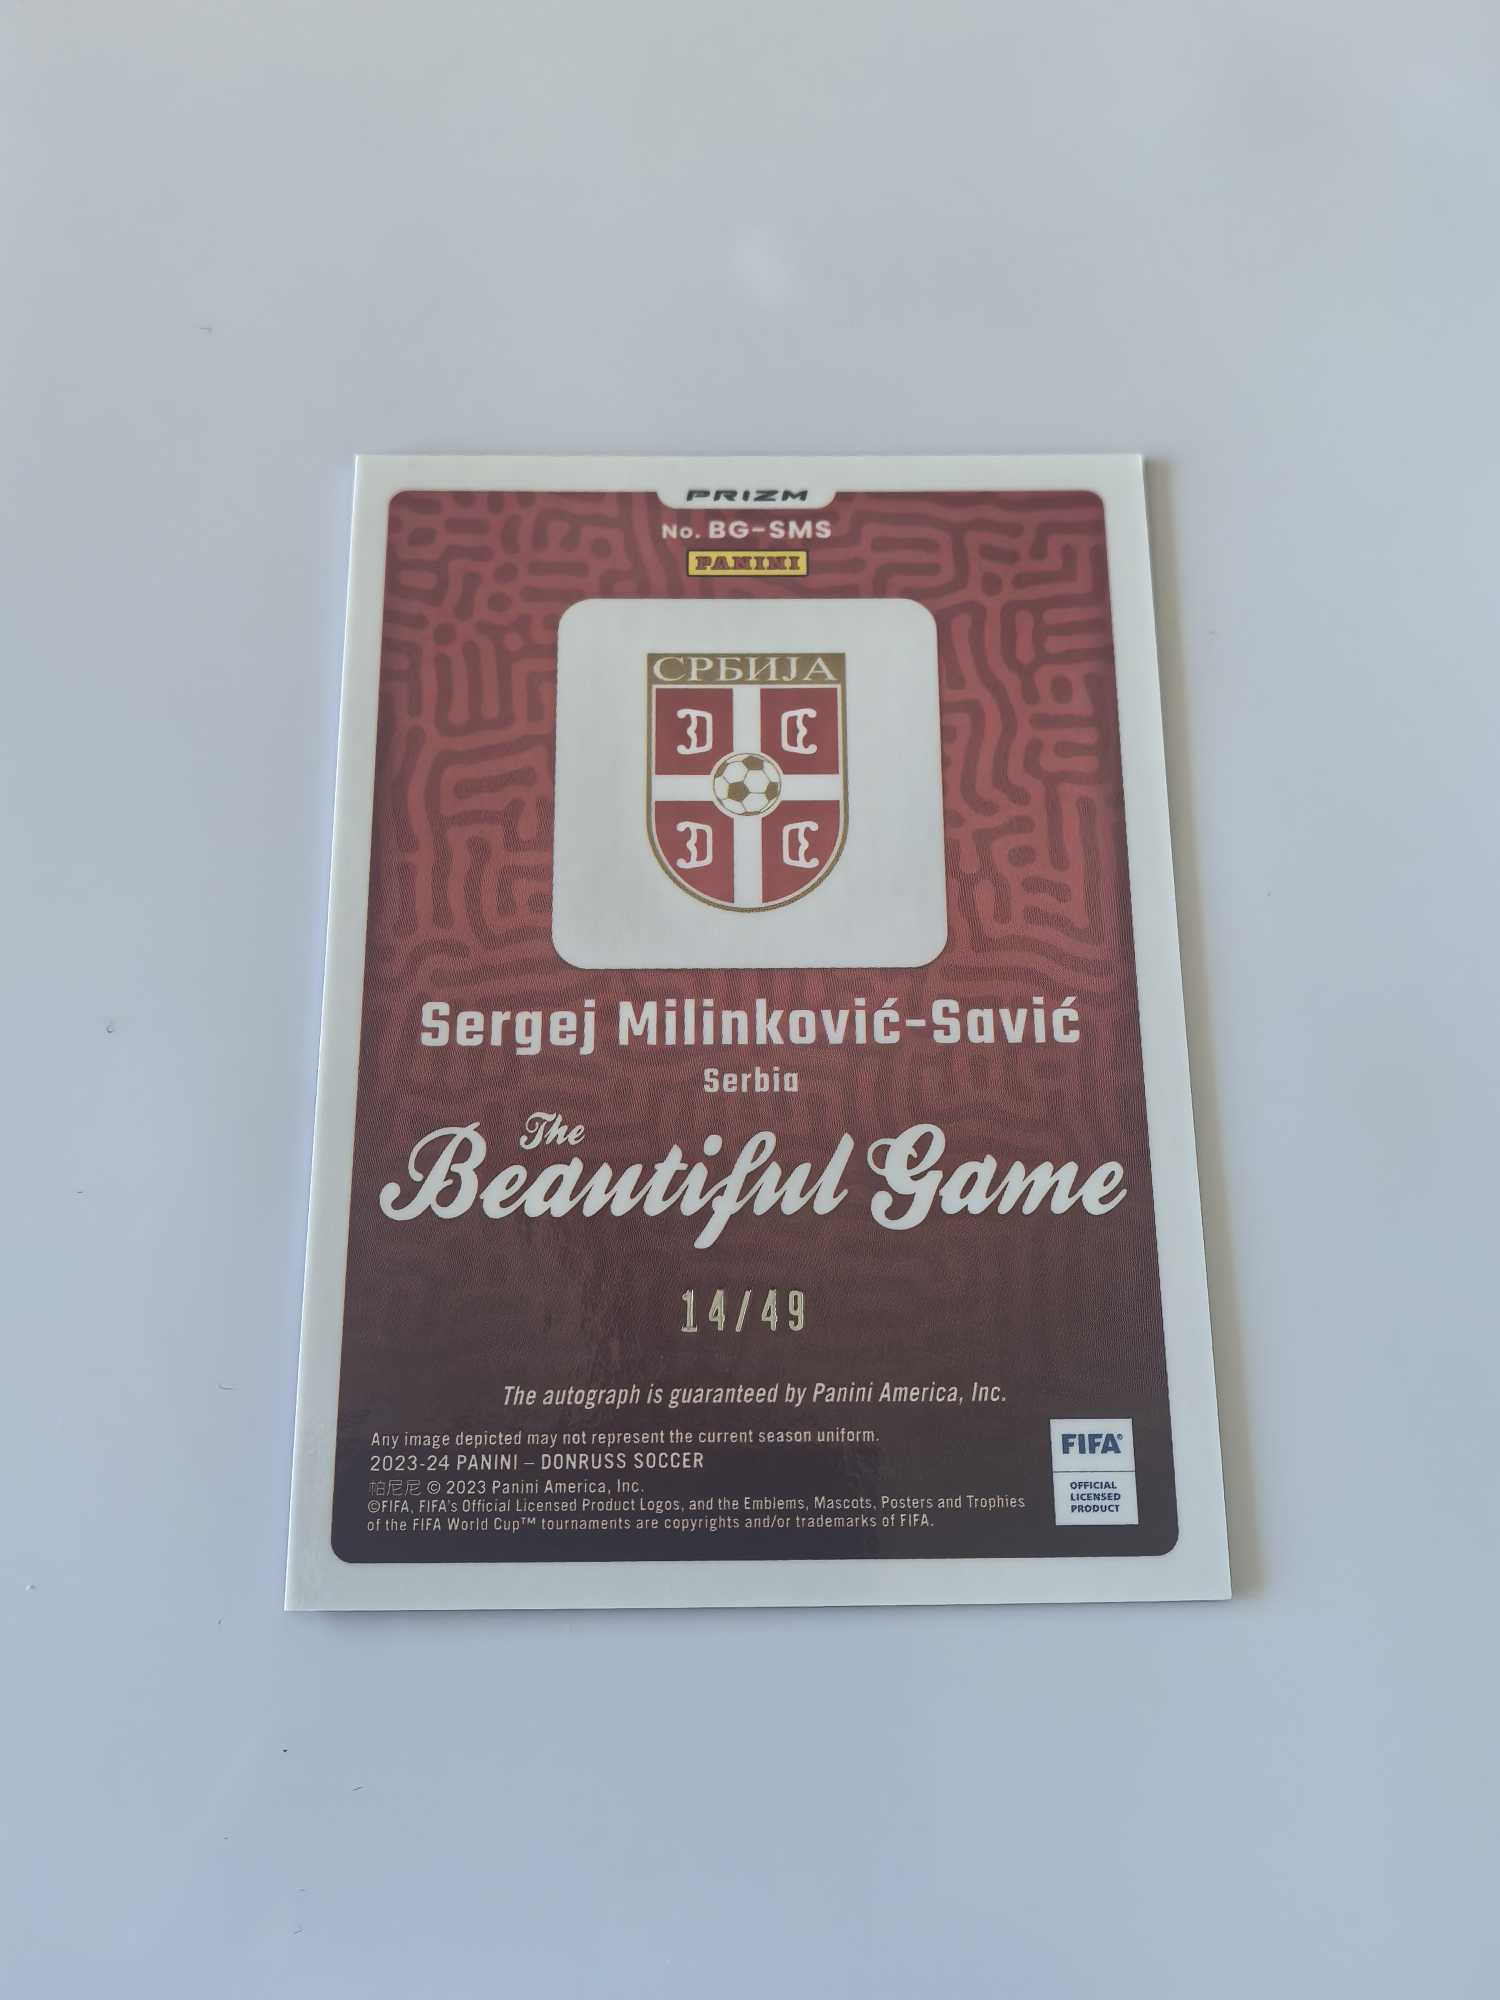 PRIZM
No. BG-SMS
PANINI
СРБИЈА
Sergej Milinković-Savić
Serbia
The
Beautiful Game
14/49
The autograph is guaranteed by Panini America, Inc.
Any image depicted may not represent the current season uniform.
2023-24 PANINI – DONRUSS SOCCER
帕尼尼 © 2023 Panini America, Inc.
©FIFA, FIFA's Official Licensed Product Logos, and the Emblems, Mascots, Posters and Trophies
of the FIFA World Cup™ tournaments are copyrights and/or trademarks of FIFA.
FIFA®
OFFICIAL
LICENSED
PRODUCT